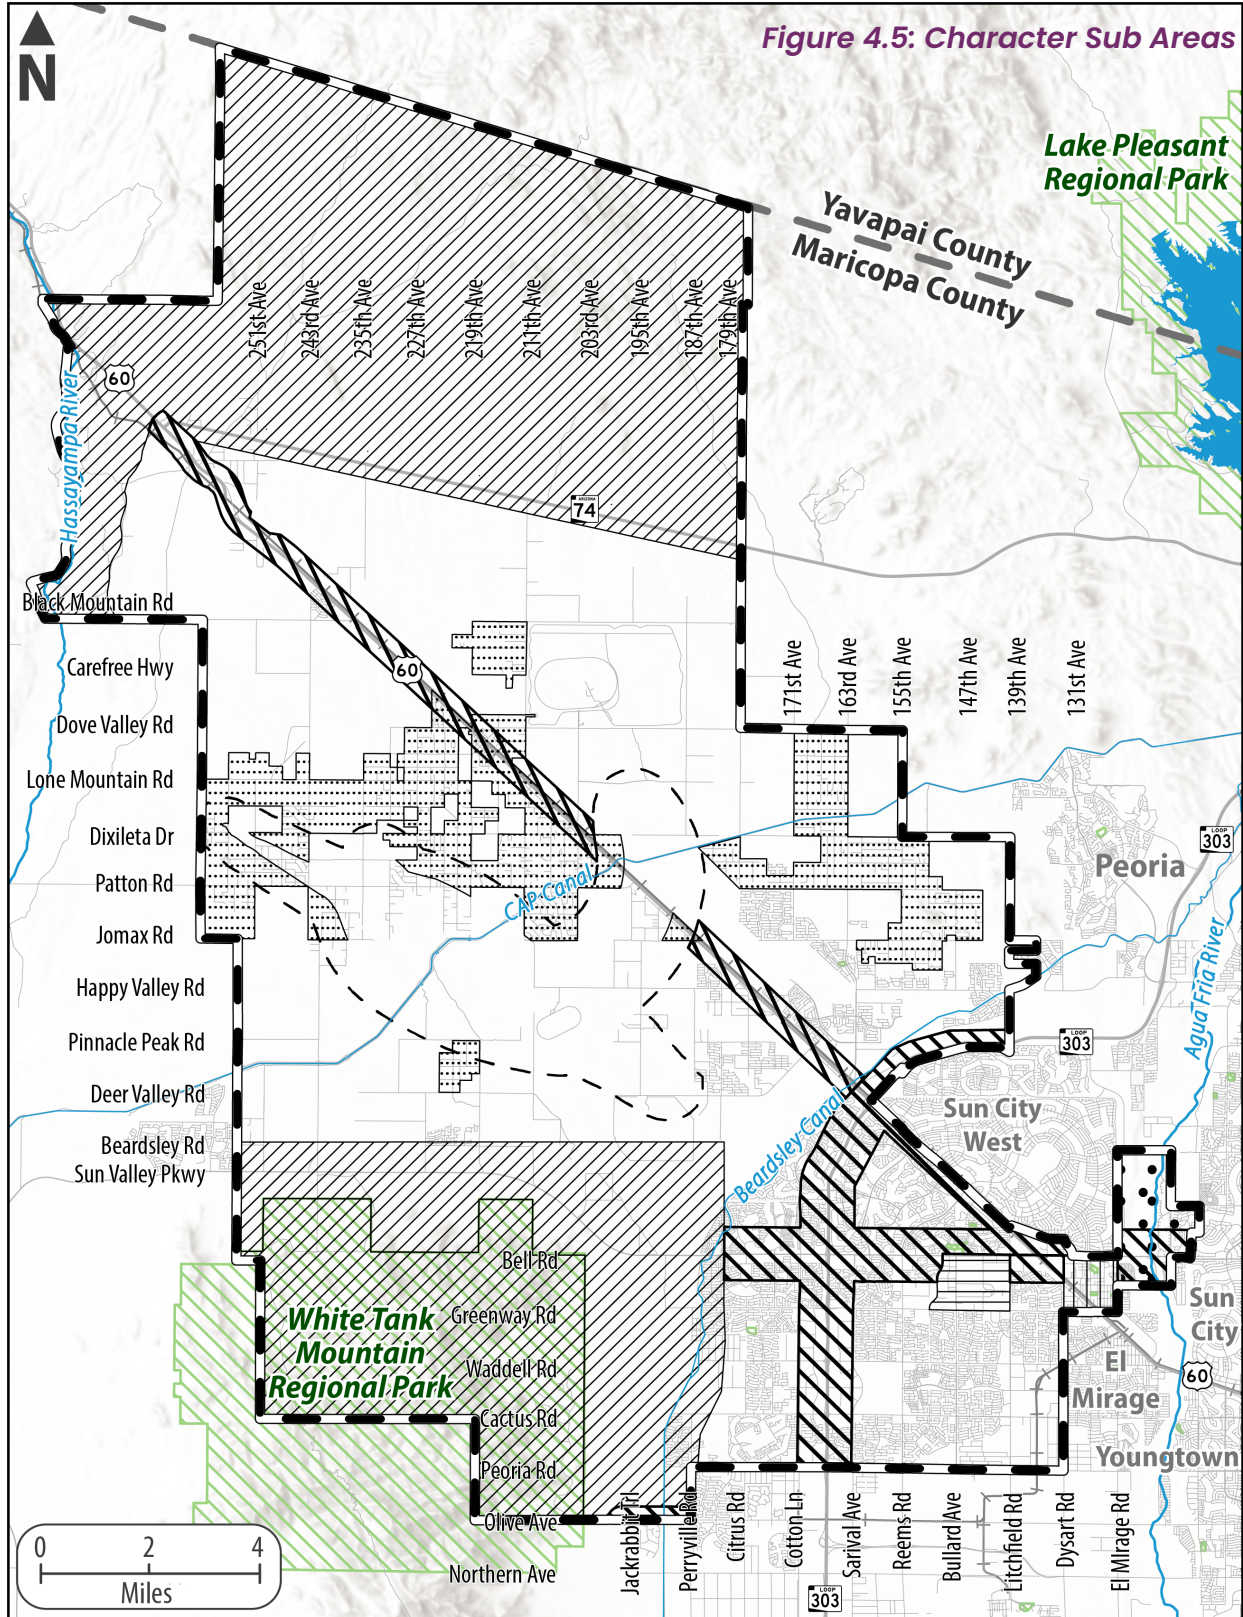 Figure 4.5: Character Sub Areas
N
Lake Pleasant
Regional Park
Yavapai County
Maricopa County
251st Ave
243rd Ave
235th Ave
227th Ave
219th Ave
211th Ave
203rd Ave
195th Ave
187th Ave
179th Ave
60
Hassayampa River
ARIZONA
74
Black Mountain Rd
Carefree Hwy
60
171st Ave
163rd Ave
155th Ave
147th Ave
139th Ave
131st Ave
Dove Valley Rd
Lone Mountain Rd
Dixileta Dr
LOOP
303
Peoria
Patton Rd
CAP Canal
Jomax Rd
Agua Fria River
Happy Valley Rd
Pinnacle Peak Rd
LOOP
303
Deer Valley Rd
Sun City
West
Beardsley Canal
Beardsley Rd
Sun Valley Pkwy
Bell Rd
White Tank
Mountain
Regional Park
Greenway Rd
Waddell Rd
Cactus Rd
Peoria Rd
Olive Ave
Northern Ave
Sun
City
El
Mirage
60
Youngtown
Jackrabbit Trl
Perryville Rd
Citrus Rd
Cotton Ln
Sarival Ave
Reems Rd
Bullard Ave
Litchfield Rd
Dysart Rd
El MIrage Rd
LOOP
303
0 2 4
Miles